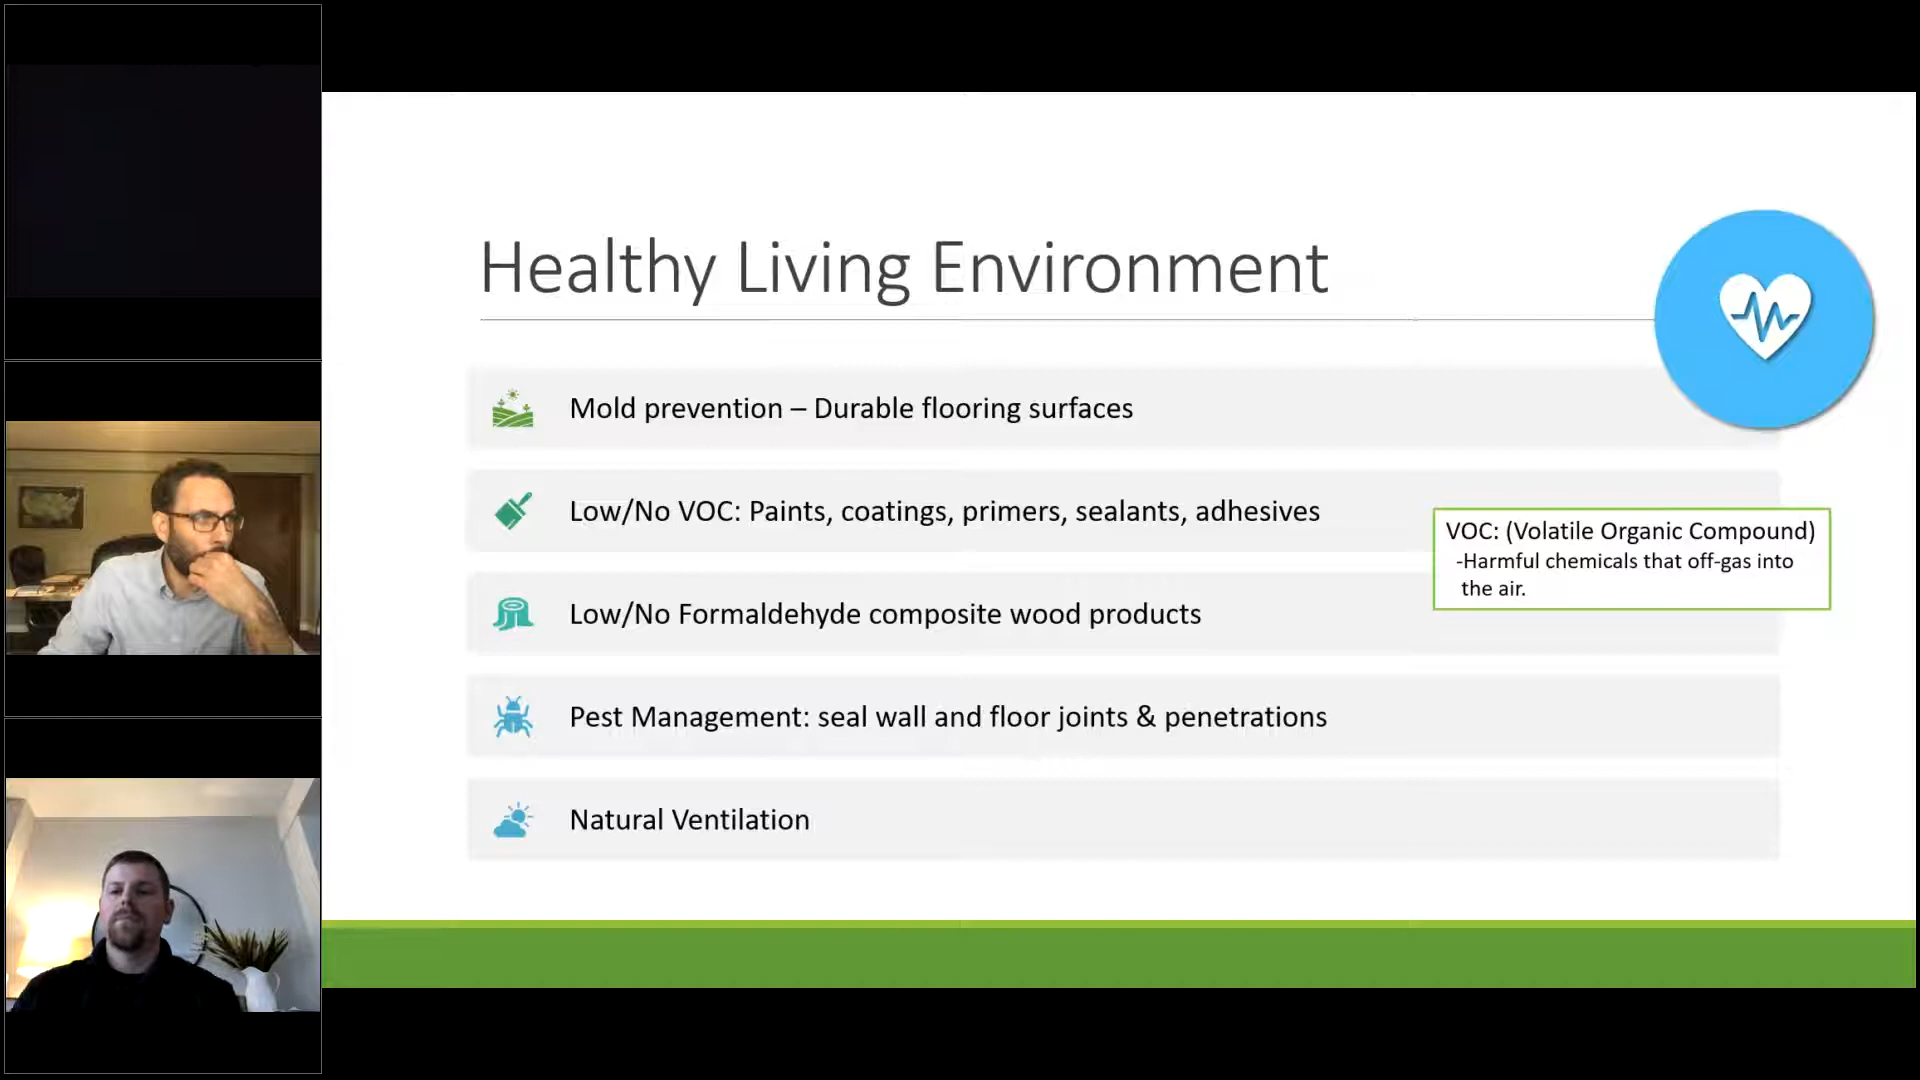 Healthy Living Environment
Mold prevention – Durable flooring surfaces
Low/No VOC: Paints, coatings, primers, sealants, adhesives
VOC: (Volatile Organic Compound)
-Harmful chemicals that off-gas into
the air.
Low/No Formaldehyde composite wood products
Pest Management: seal wall and floor joints & penetrations
Natural Ventilation